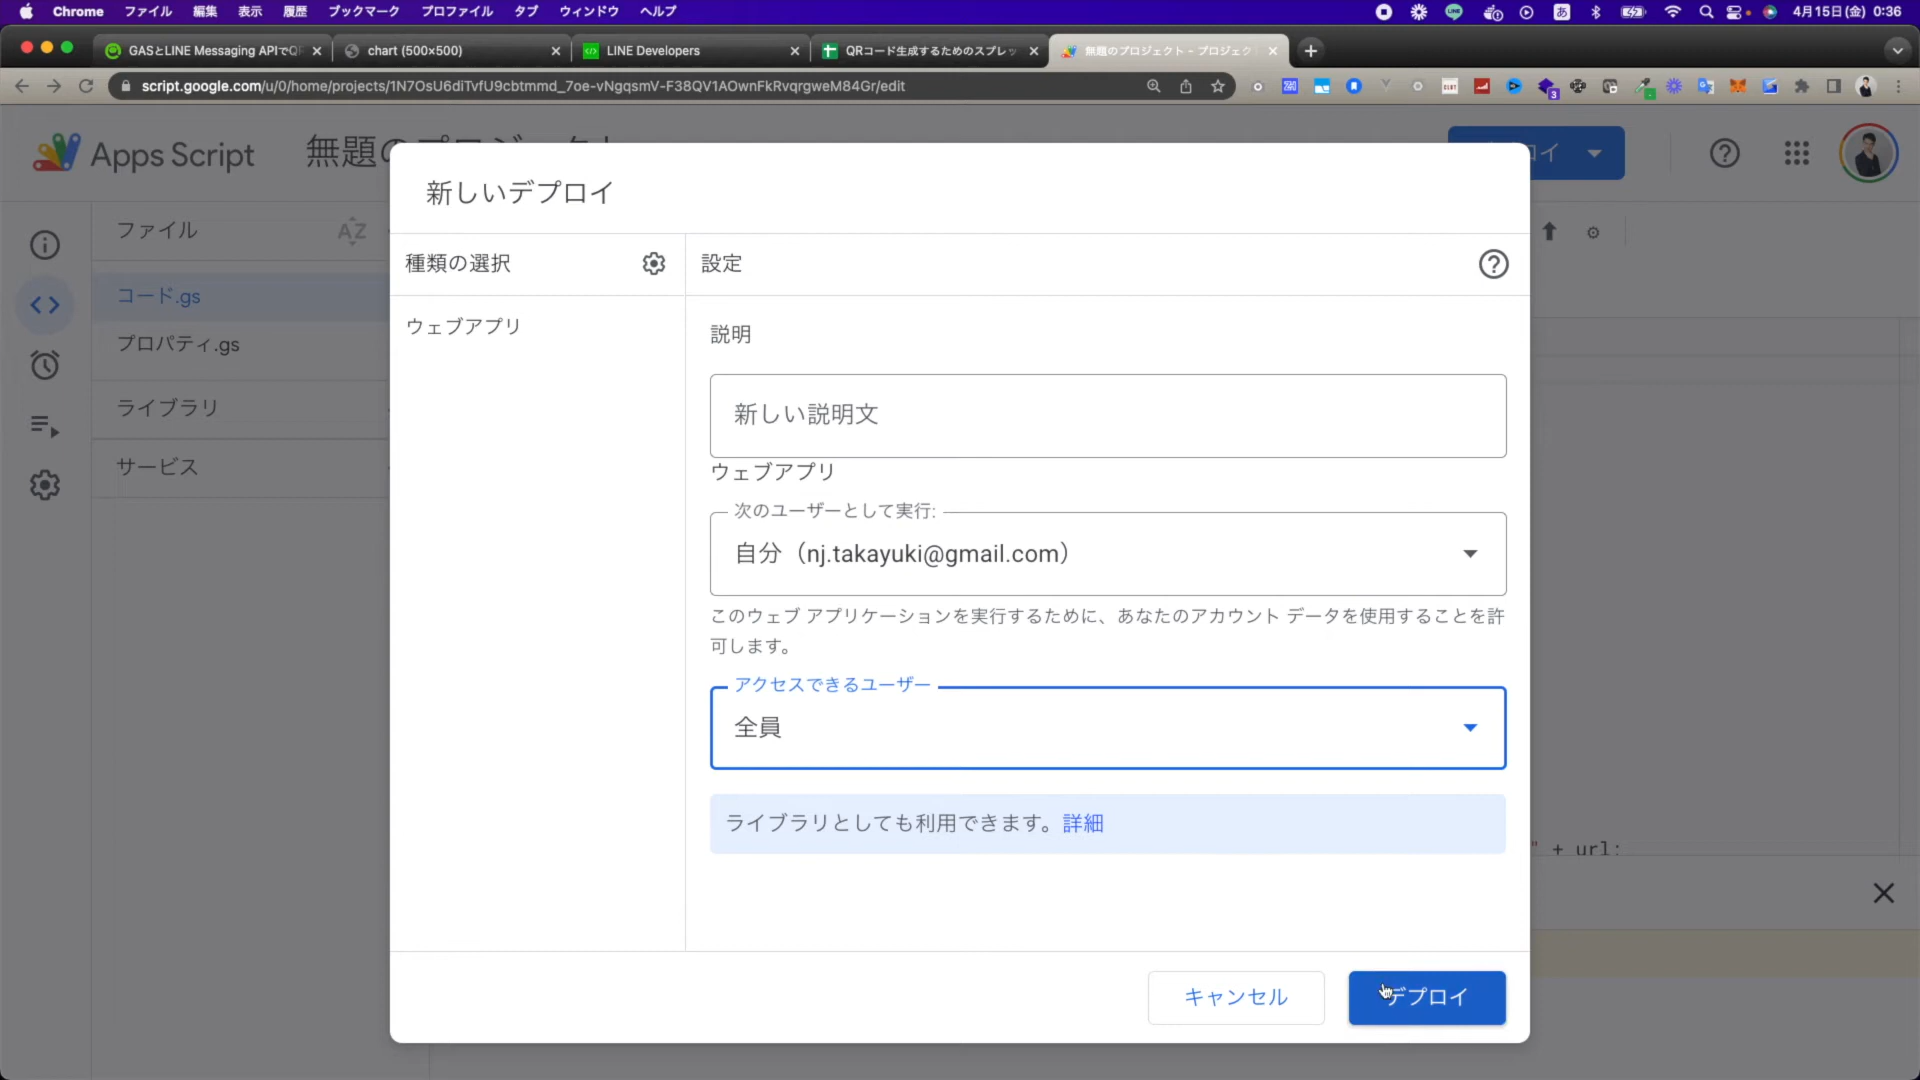 Chrome ファイル 編集 表示 履歴 ブックマーク プロファイル タブ ウィンドウ ヘルプ 4月15日(金) 0:36
GASとLINE Messaging APIでQF chart (500×500) LINE Developers QRコード生成するためのスプレッ 無題のプロジェクト - プロジェク
script.google.com/u/0/home/projects/1N7OsU6diTvfU9cbtmmd_7oe-vNgqsmV-F38QV1AOwnFkRvqrgweM84Gr/edit
Apps Script 無題のプロジェクト
イ
新しいデプロイ
ファイル
AZ
種類の選択
設定
コード.gs
ウェブアプリ
説明
プロパティ.gs
ライブラリ
新しい説明文
サービス
ウェブアプリ
次のユーザーとして実行:
自分（nj.takayuki@gmail.com）
このウェブ アプリケーションを実行するために、あなたのアカウント データを使用することを許
可します。
アクセスできるユーザー
全員
ライブラリとしても利用できます。詳細
" + url;
キャンセル
デプロイ